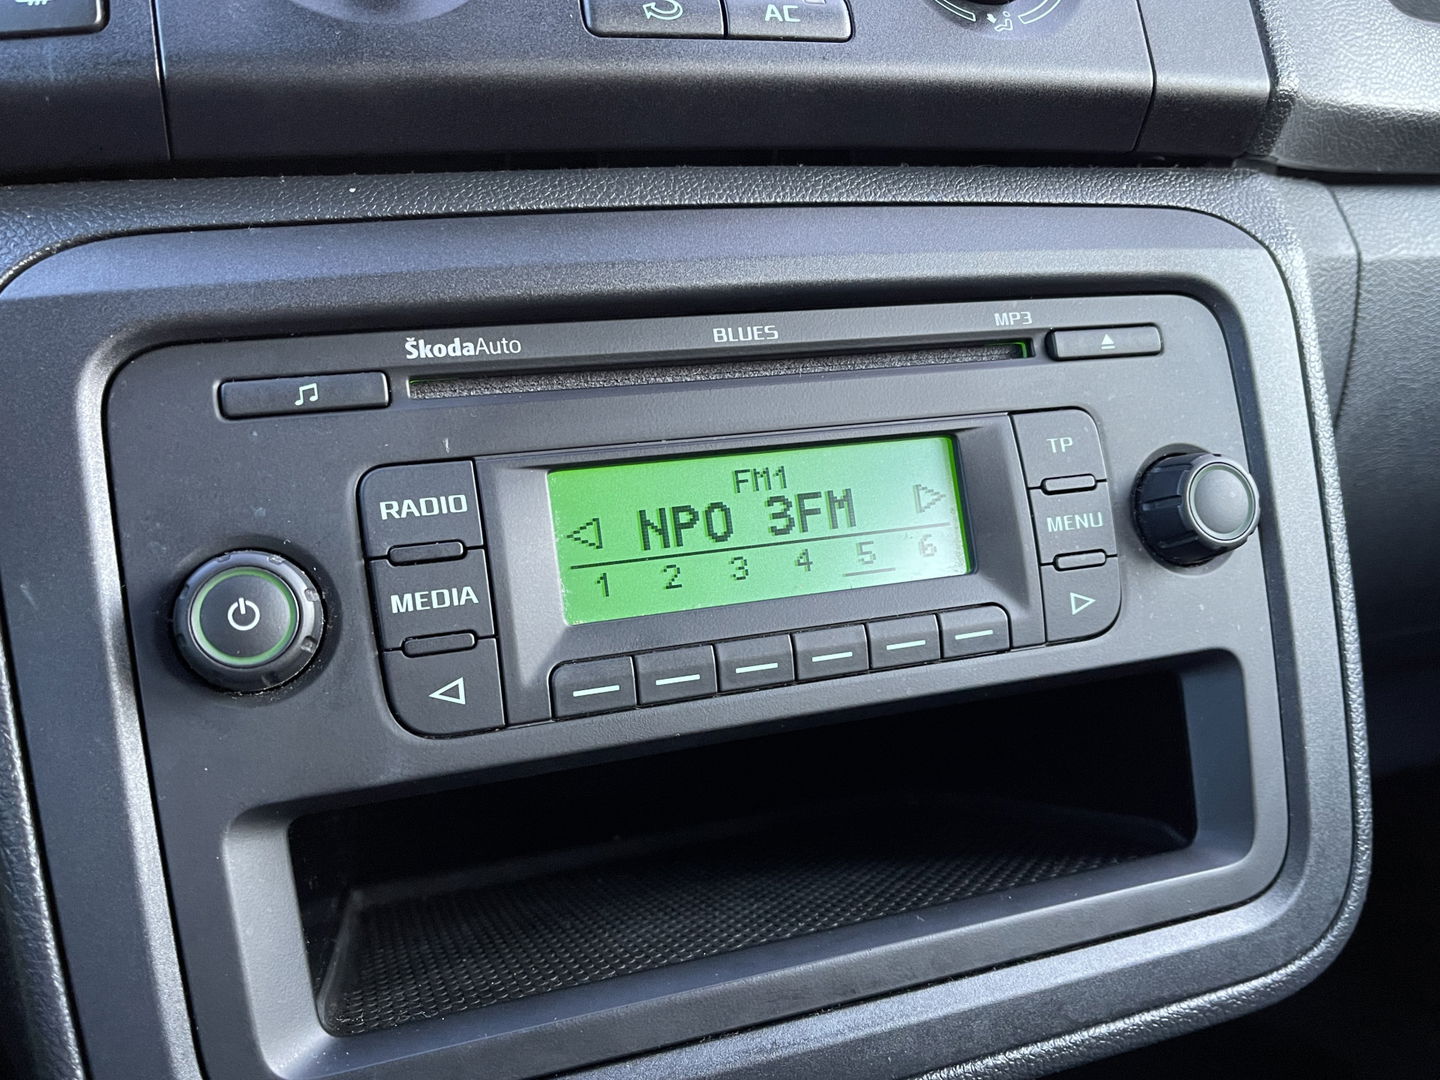 AC
ŠkodaAuto BLUES MP3
RADIO
MEDIA
FM1
NPO 3FM
1 2 3 4 5 6
TP
MENU